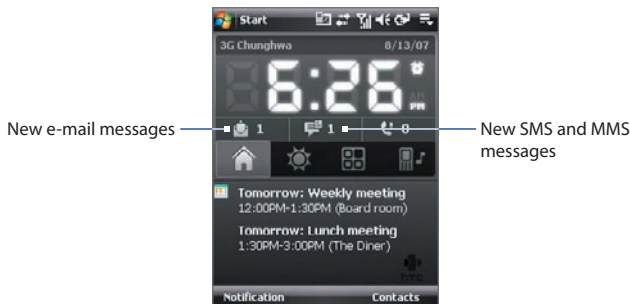 Start
3G Chunghwa 8/13/07
6:26
AM
PM
New e-mail messages
1
1
0
New SMS and MMS
messages
Tomorrow: Weekly meeting
12:00PM-1:30PM (Board room)
Tomorrow: Lunch meeting
1:30PM-3:00PM (The Diner)
hTC
Notification Contacts